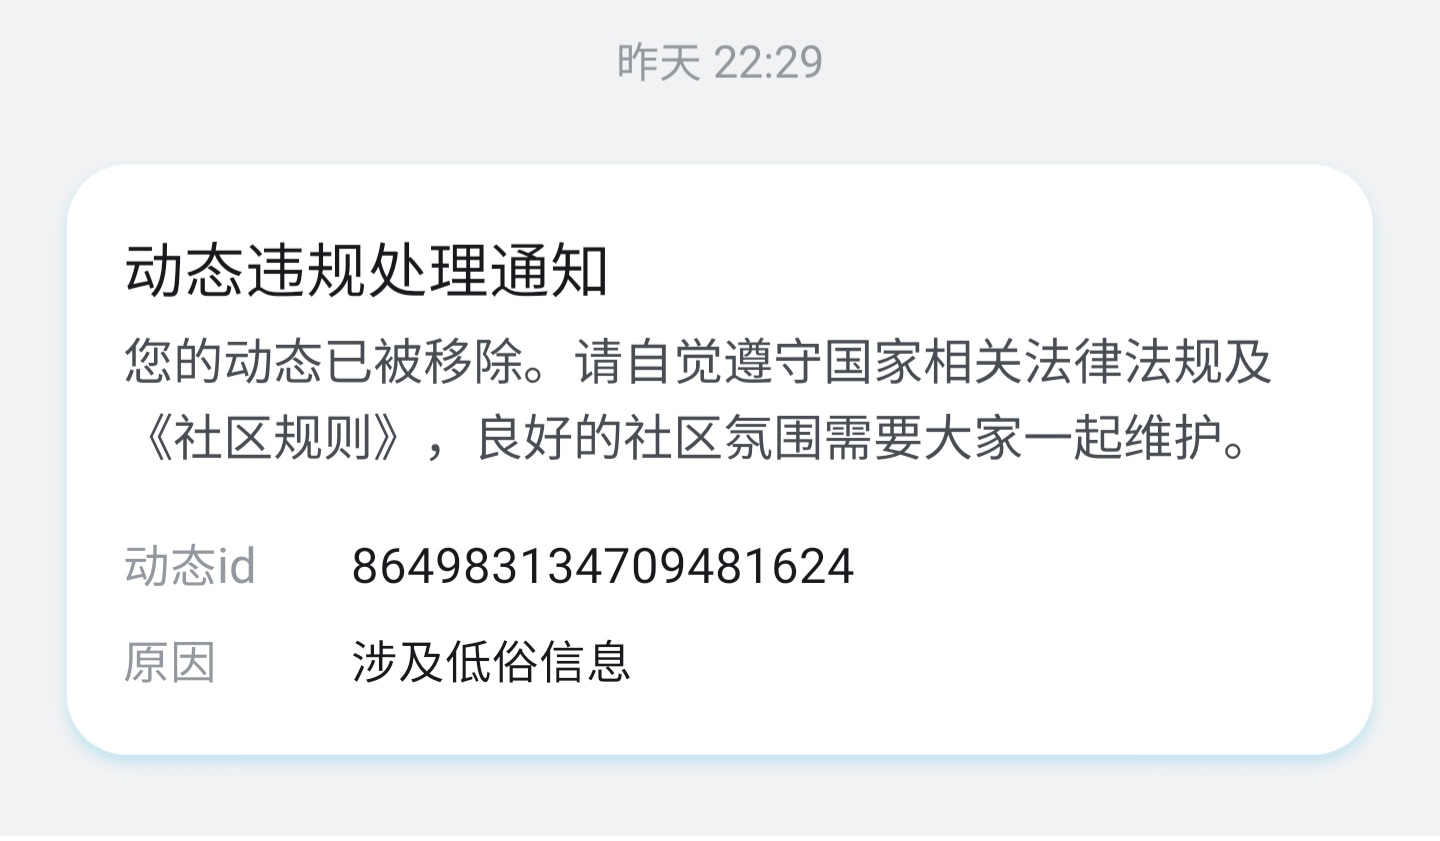 昨天 22:29
动态违规处理通知
您的动态已被移除。请自觉遵守国家相关法律法规及
《社区规则》，良好的社区氛围需要大家一起维护。
动态id 864983134709481624
原因 涉及低俗信息